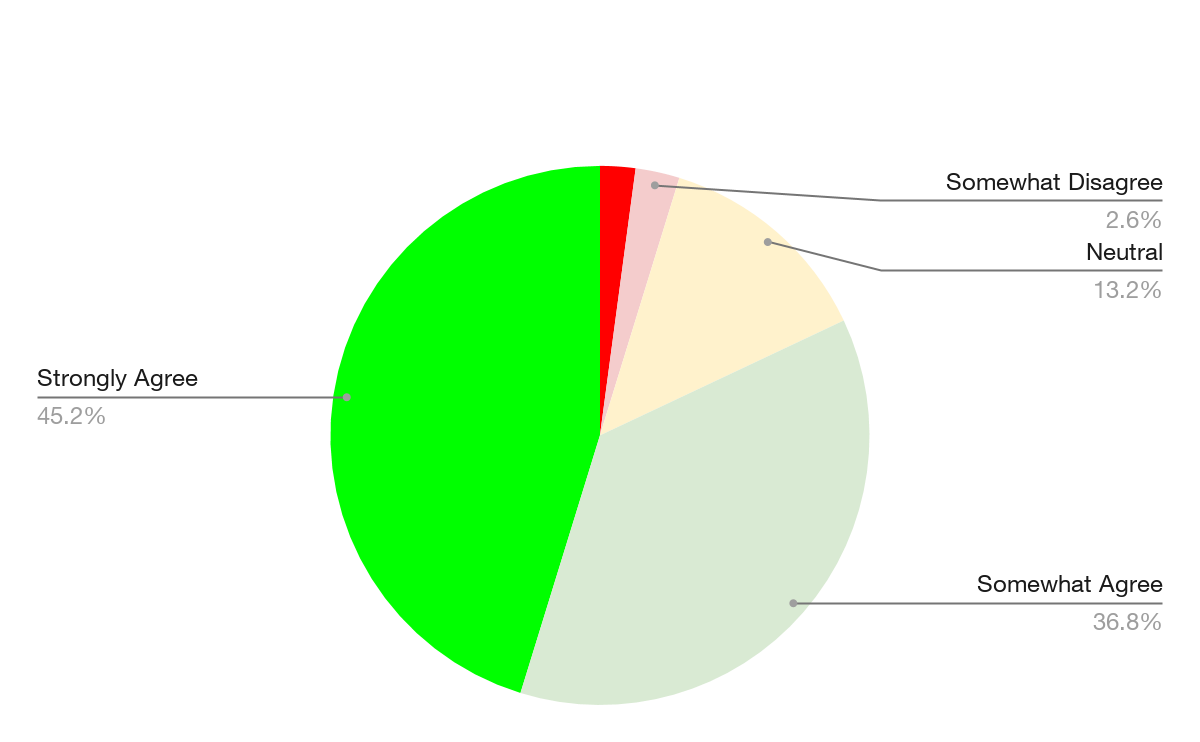 Somewhat Disagree
2.6%
Neutral
13.2%
Strongly Agree
45.2%
Somewhat Agree
36.8%